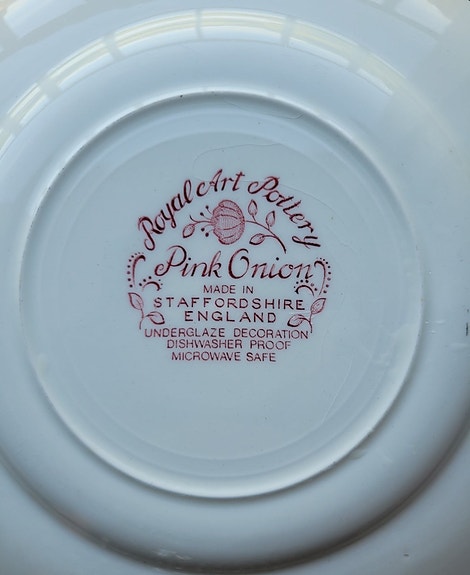 Royal Art Pottery
Pink Onion
MADE IN
STAFFORDSHIRE
ENGLAND
UNDERGLAZE DECORATION
DISHWASHER PROOF
MICROWAVE SAFE